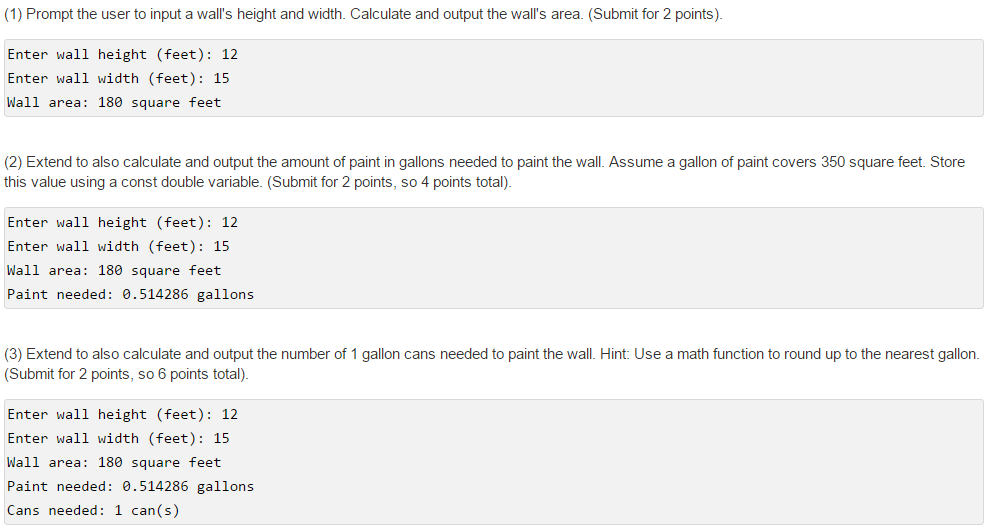 (1) Prompt the user to input a wall's height and width. Calculate and output the wall's area. (Submit for 2 points).
Enter wall height (feet): 12
Enter wall width (feet): 15
Wall area: 180 square feet
(2) Extend to also calculate and output the amount of paint in gallons needed to paint the wall. Assume a gallon of paint covers 350 square feet. Store
this value using a const double variable. (Submit for 2 points, so 4 points total).
Enter wall height (feet): 12
Enter wall width (feet): 15
Wall area: 180 square feet
Paint needed: 0.514286 gallons
(3) Extend to also calculate and output the number of 1 gallon cans needed to paint the wall. Hint: Use a math function to round up to the nearest gallon.
(Submit for 2 points, so 6 points total).
Enter wall height (feet): 12
Enter wall width (feet): 15
Wall area: 180 square feet
Paint needed: 0.514286 gallons
Cans needed: 1 can(s)